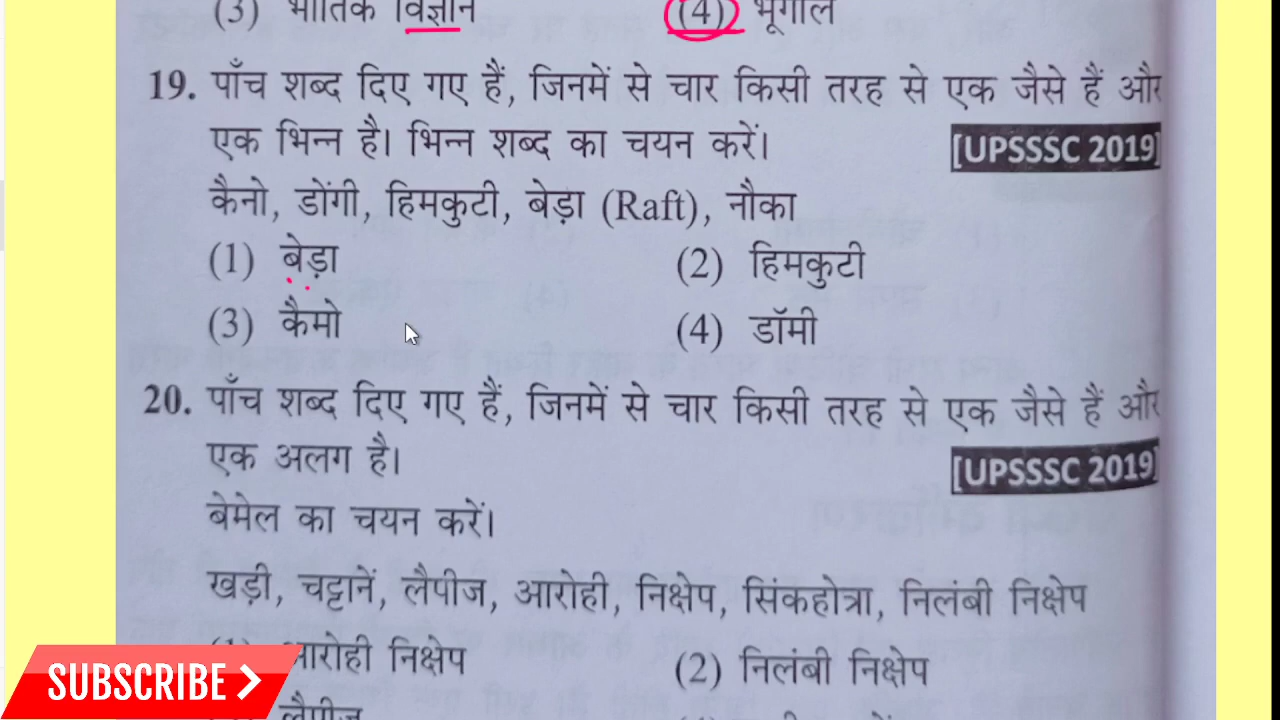 (3) भौतिक विज्ञान (4) भूगोल
19. पाँच शब्द दिए गए हैं, जिनमें से चार किसी तरह से एक जैसे हैं और
एक भिन्न है। भिन्न शब्द का चयन करें। [UPSSSC 2019]
कैनो, डोंगी, हिमकुटी, बेड़ा (Raft), नौका
(1) बेड़ा (2) हिमकुटी
(3) कैमो (4) डॉमी
20. पाँच शब्द दिए गए हैं, जिनमें से चार किसी तरह से एक जैसे हैं और
एक अलग है। [UPSSSC 2019]
बेमेल का चयन करें।
खड़ी, चट्टानें, लैपीज, आरोही, निक्षेप, सिंकहोत्रा, निलंबी निक्षेप
(1) आरोही निक्षेप (2) निलंबी निक्षेप
लैपीज
SUBSCRIBE